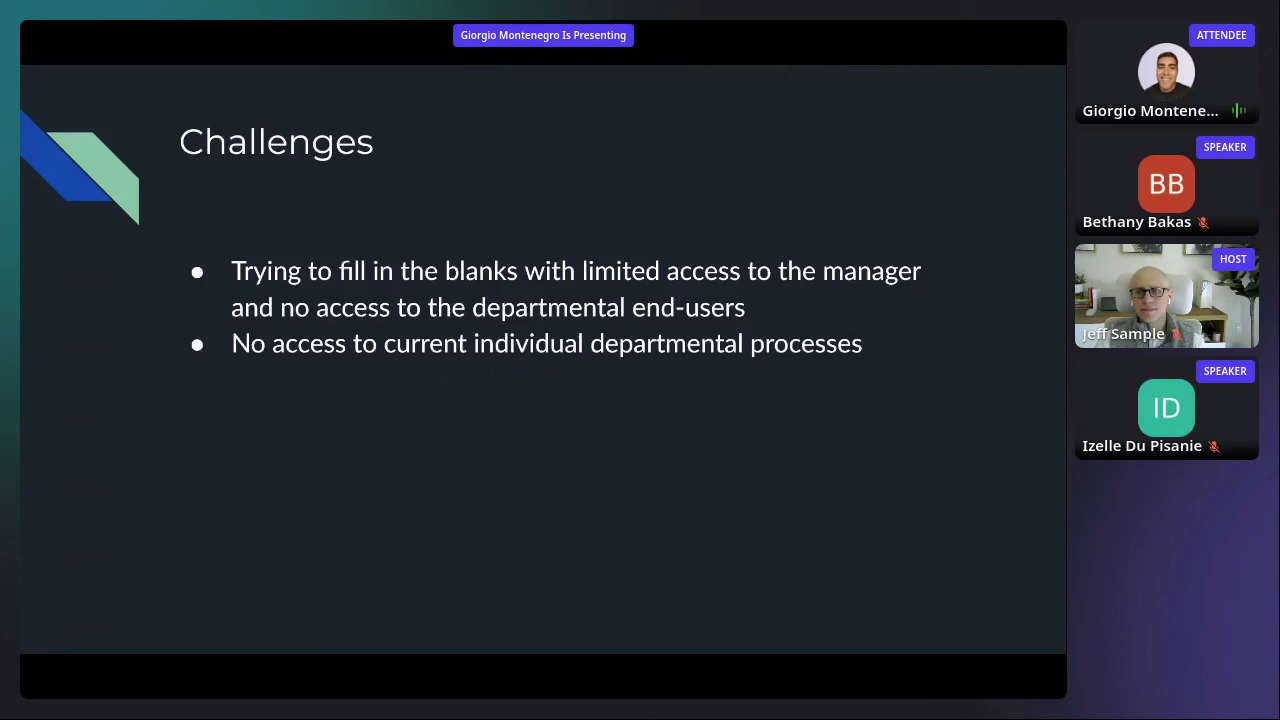 Giorgio Montenegro Is Presenting
Challenges
● Trying to fill in the blanks with limited access to the manager
and no access to the departmental end-users
● No access to current individual departmental processes
ATTENDEE
Giorgio Montene...
SPEAKER
BB
Bethany Bakas
HOST
Jeff Sample
SPEAKER
ID
Izelle Du Pisanie